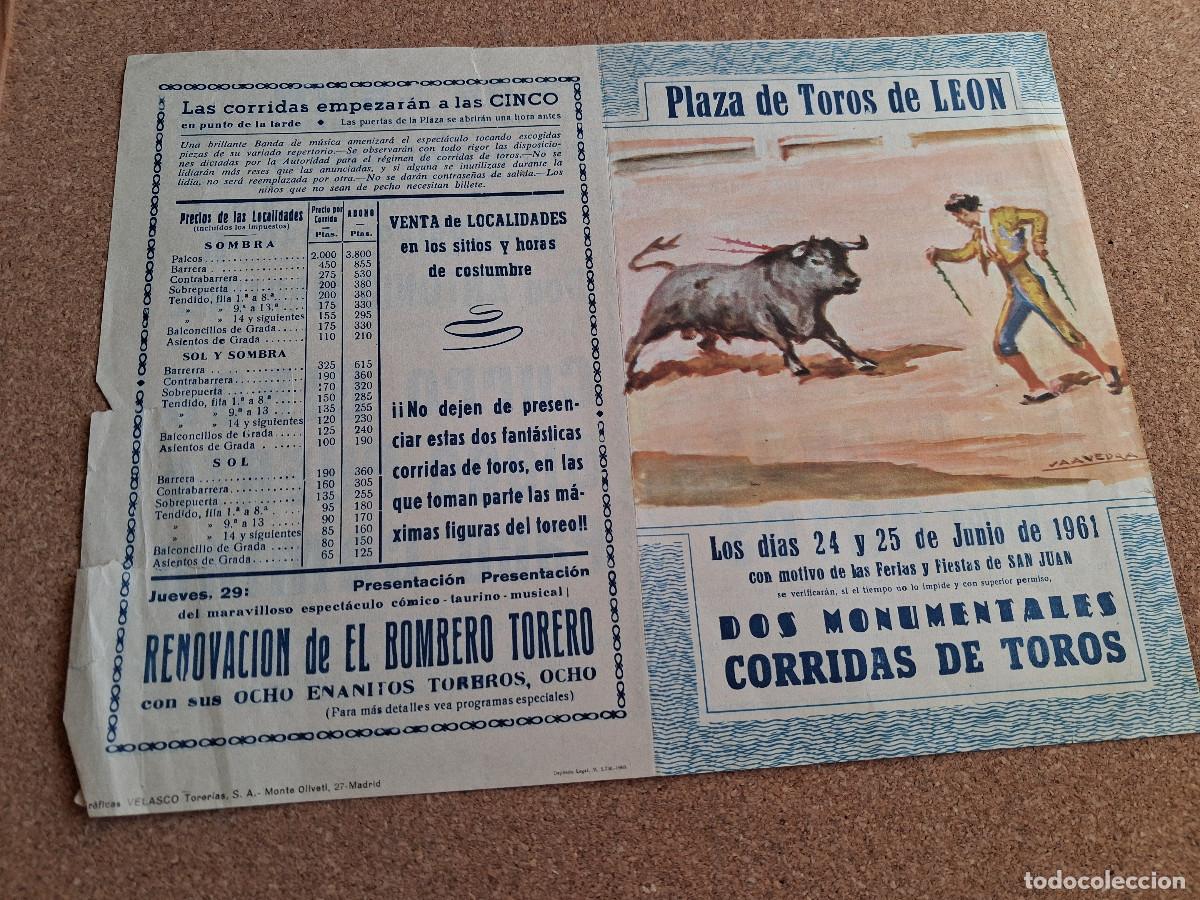 Las corridas empezarán a las CINCO
en punto de la tarde ◆ Las puertas de la Plaza se abrirán una hora antes
Una brillante Banda de música amenizará el espectáculo tocando escogidas
piezas de su variado repertorio.—Se observarán con todo rigor las disposicio-
nes dictadas por la Autoridad para el régimen de corridas de toros.—No se
lidiarán más reses que las anunciadas, y si alguna se inutilizase durante la
lidia, no será reemplazada por otra.—No se darán contraseñas de salida.—Los
niños que no sean de pecho necesitan billete.
Precios de las Localidades
(incluídos los impuestos)
Precio por Corrida — Ptas.
ABONO — Ptas.
SOMBRA
Palcos 2.000 3.800
Barrera 450 855
Contrabarrera 275 530
Sobrepuerta 200 380
Tendido, fila 1.ª a 8.ª 200 380
» » 9.ª a 13.ª 175 330
» » 14 y siguientes 155 295
Balconcillos de Grada 175 330
Asientos de Grada 110 210
SOL Y SOMBRA
Barrerra 325 615
Contrabarrera 190 360
Sobrepuerta 170 320
Tendido, fila 1.ª a 8.ª 150 285
» » 9.ª a 13 135 255
» » 14 y siguientes 120 230
Balconcillos de Grada 125 240
Asientos de Grada 100 190
SOL
Barrera 190 360
Contrabarrera 160 305
Sobrepuerta 135 255
Tendido, fila 1.ª a 8.ª 95 180
» » 9.ª a 13 90 170
» » 14 y siguientes 85 160
Balconcillo de Grada 80 150
Asientos de Grada 65 125
VENTA de LOCALIDADES
en los sitios y horas
de costumbre
¡¡No dejen de presen-
ciar estas dos fantásticas
corridas de toros, en las
que toman parte las má-
ximas figuras del toreo!!
Jueves, 29: Presentación Presentación
del maravilloso espectáculo cómico-taurino-musical
RENOVACION de EL BOMBERO TORERO
con sus OCHO ENANITOS TORBROS, OCHO
(Para más detalles vea programas especiales)
ráficas VELASCO Torerías, S. A.- Monte Oliveti, 27-Madrid
Depósito Legal,
Plaza de Toros de LEON
SAAVEDRA
Los días 24 y 25 de Junio de 1961
con motivo de las Ferias y Fiestas de SAN JUAN
se verificarán, si el tiempo no lo impide y con superior permiso,
DOS MONUMENTALES
CORRIDAS DE TOROS
todocoleccion